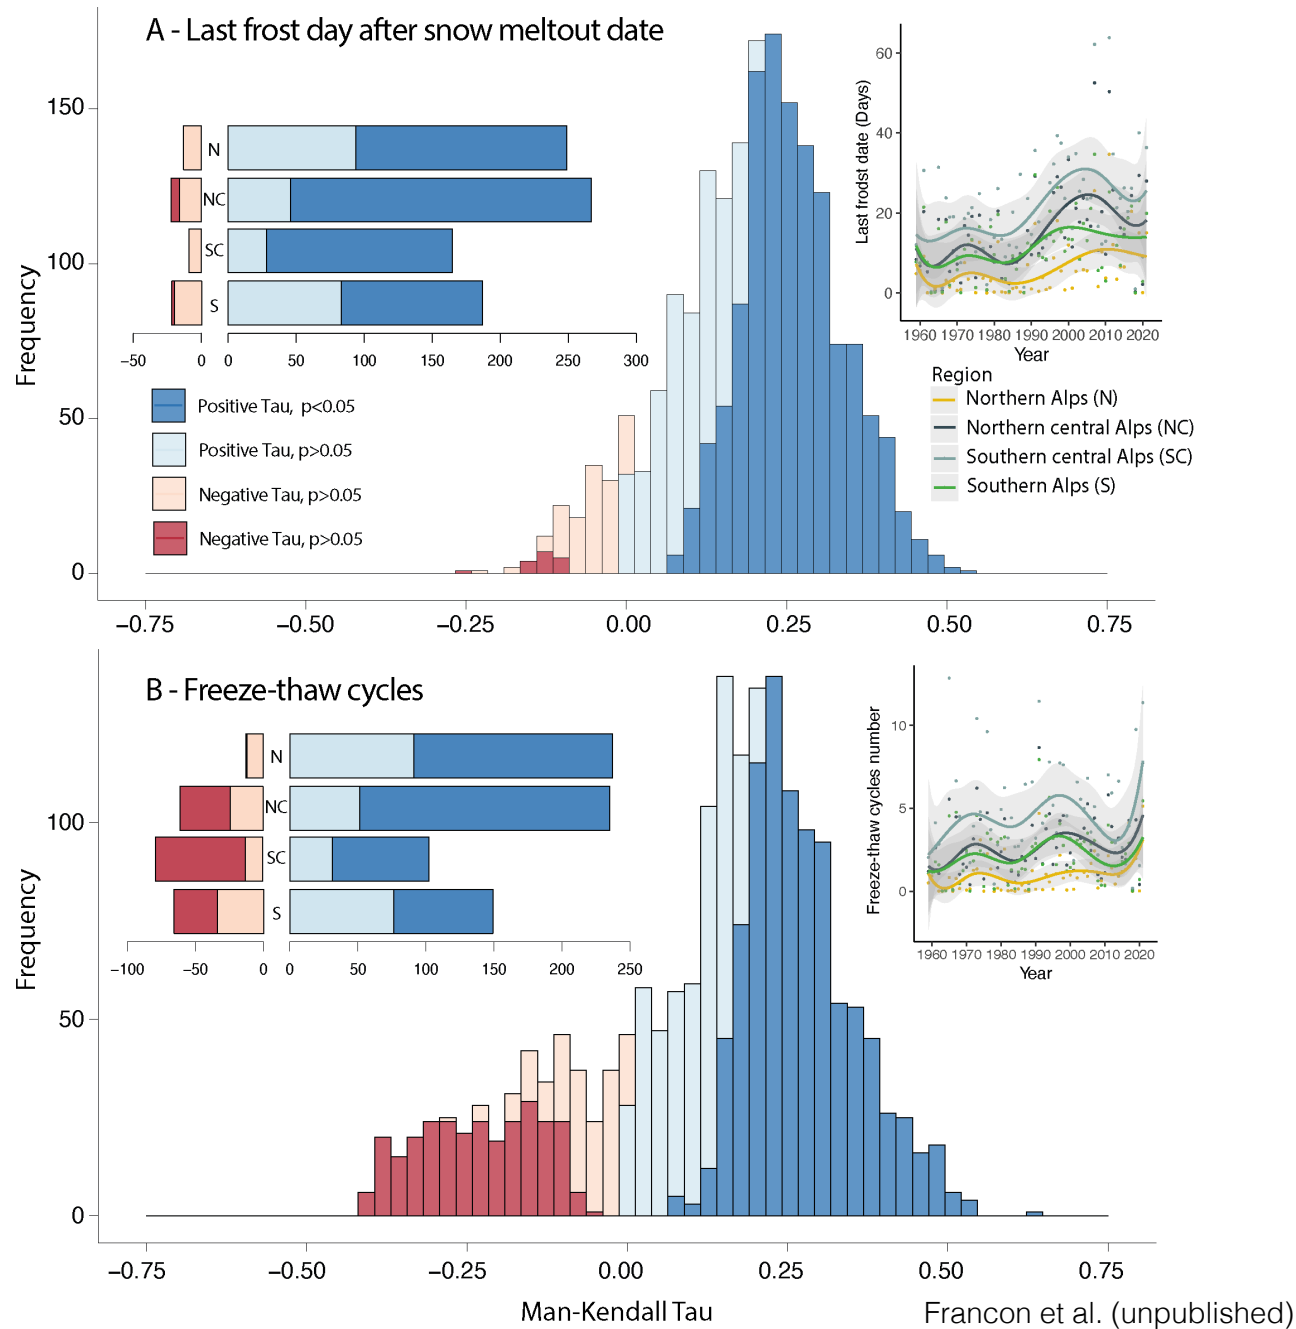 A - Last frost day after snow meltout date
Frequency
150
100
50
0
N
NC
SC
S
−50 0 0 50 100 150 200 250 300
Positive Tau, p<0.05
Positive Tau, p>0.05
Negative Tau, p>0.05
Negative Tau, p>0.05
−0.75 −0.50 −0.25 0.00 0.25 0.50 0.75
Last frodst date (Days)
60
40
20
0
1960 1970 1980 1990 2000 2010 2020
Year
Region
Northern Alps (N)
Northern central Alps (NC)
Southern central Alps (SC)
Southern Alps (S)
B - Freeze-thaw cycles
Frequency
100
50
0
N
NC
SC
S
−100 −50 0 0 50 100 150 200 250
Freeze-thaw cycles number
10
5
0
1960 1970 1980 1990 2000 2010 2020
Year
−0.75 −0.50 −0.25 0.00 0.25 0.50 0.75
Man-Kendall Tau
Francon et al. (unpublished)